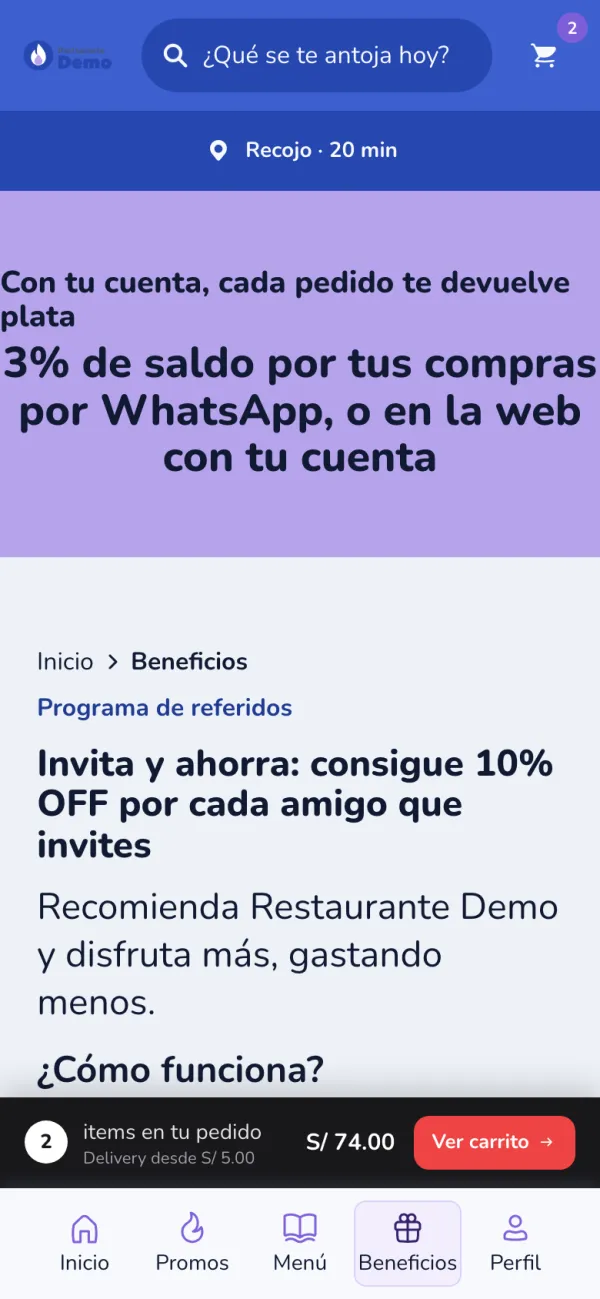 Demo
¿Qué se te antoja hoy?
2
Recojo · 20 min
Con tu cuenta, cada pedido te devuelve
plata
3% de saldo por tus compras
por WhatsApp, o en la web
con tu cuenta
Inicio > Beneficios
Programa de referidos
Invita y ahorra: consigue 10%
OFF por cada amigo que
invites
Recomienda Restaurante Demo
y disfruta más, gastando
menos.
¿Cómo funciona?
2
items en tu pedido
Delivery desde S/ 5.00
S/ 74.00
Ver carrito →
Inicio
Promos
Menú
Beneficios
Perfil